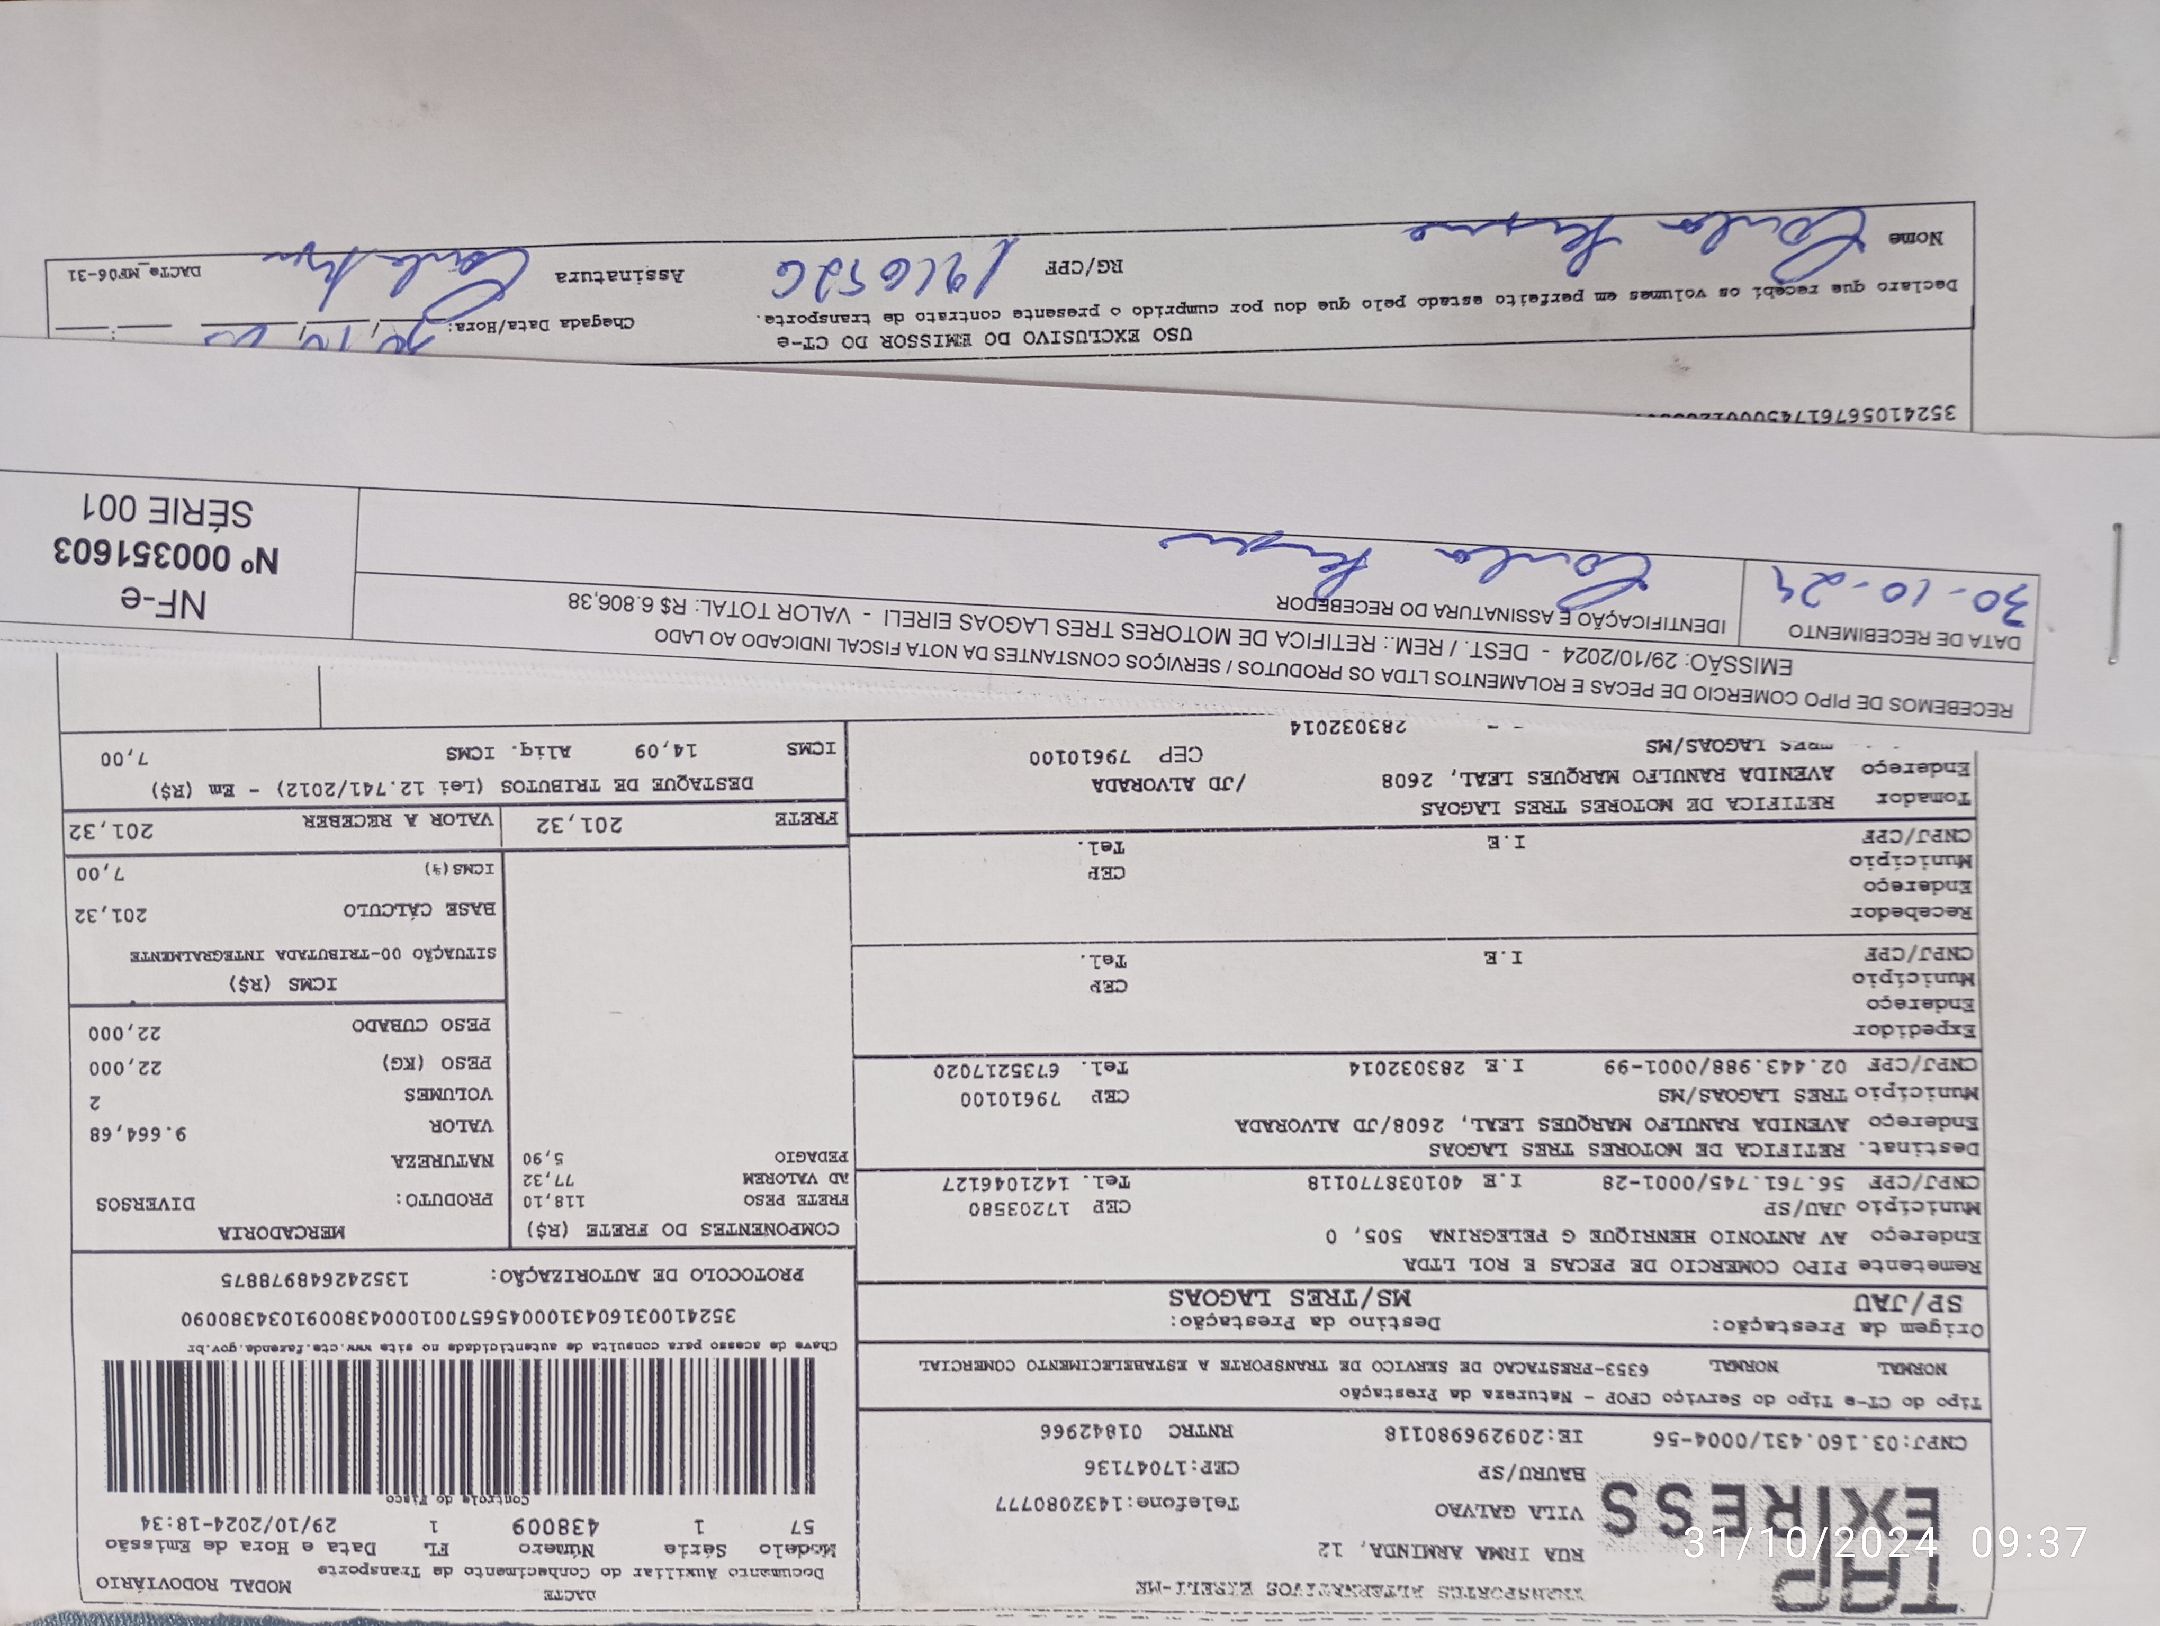 TAP
EXPRESS
TRANSPORTES ALTERNATIVOS EIRELI-ME
RUA IRMA ARMINDA, 12
VILA GALVAO Telefone:1432080777
BAURU/SP CEP:17047136
CNPJ:03.160.431/0004-56 IE:209296980118 RNTRC 01842966
DACTE MODAL RODOVIÁRIO
Documento Auxiliar do Conhecimento de Transporte
Modelo Série Número FL Data e Hora de Emissão
57 1 438009 1 29/10/2024-18:34
Controle do Fisco
Chave de acesso para consulta de autenticidade no site www.cte.fazenda.gov.br
35241003160431000456570010004380091034380090
PROTOCOLO DE AUTORIZAÇÃO: 135242648978875
Tipo do CT-e Tipo do Serviço CFOP - Natureza da Prestação
NORMAL NORMAL 6353-PRESTACAO DE SERVICO DE TRANSPORTE A ESTABELECIMENTO COMERCIAL
Origem da Prestação: Destino da Prestação:
SP/JAU MS/TRES LAGOAS
Remetente PIPO COMERCIO DE PECAS E ROL LTDA
Endereço AV ANTONIO HENRIQUE G PELEGRINA 505, 0
Município JAU/SP CEP 17203580
CNPJ/CPF 56.761.745/0001-28 I.E 401038770118 Tel. 1421046127
Destinat. RETIFICA DE MOTORES TRES LAGOAS
Endereço AVENIDA RANULFO MARQUES LEAL, 2608/JD ALVORADA
Município TRES LAGOAS/MS CEP 79610100
CNPJ/CPF 02.443.988/0001-99 I.E 283032014 Tel. 6735217020
Expedidor
Endereço
Município CEP
CNPJ/CPF I.E Tel.
Recebedor
Endereço
Município CEP
CNPJ/CPF I.E Tel.
Tomador RETIFICA DE MOTORES TRES LAGOAS
Endereço AVENIDA RANULFO MARQUES LEAL, 2608 /JD ALVORADA
TRES LAGOAS/MS CEP 79610100
283032014
COMPONENTES DO FRETE (R$)
FRETE PESO 118,10
AD VALOREM 77,32
PEDAGIO 5,90
MERCADORIA
PRODUTO: DIVERSOS
NATUREZA
VALOR 9.664,68
VOLUMES 2
PESO (KG) 22,000
PESO CUBADO 22,000
ICMS (R$)
SITUAÇÃO 00-TRIBUTADA INTEGRALMENTE
BASE CÁLCULO 201,32
ICMS(%) 7,00
FRETE 201,32 VALOR A RECEBER 201,32
DESTAQUE DE TRIBUTOS (Lei 12.741/2012) - Em (R$)
ICMS 14,09 Aliq. ICMS 7,00
RECEBEMOS DE PIPO COMERCIO DE PECAS E ROLAMENTOS LTDA OS PRODUTOS / SERVIÇOS CONSTANTES DA NOTA FISCAL INDICADO AO LADO
EMISSÃO: 29/10/2024 - DEST. / REM.: RETIFICA DE MOTORES TRES LAGOAS EIRELI - VALOR TOTAL: R$ 6.806,38
DATA DE RECEBIMENTO IDENTIFICAÇÃO E ASSINATURA DO RECEBEDOR
30-10-24
NF-e
Nº 000351603
SÉRIE 001
USO EXCLUSIVO DO EMISSOR DO CT-e
Declaro que recebi os volumes em perfeito estado pelo que dou por cumprido o presente contrato de transporte.
Chegada Data/Hora:
Nome RG/CPF 1916526 Assinatura
DACTe_MF06-31
31/10/2024 09:37